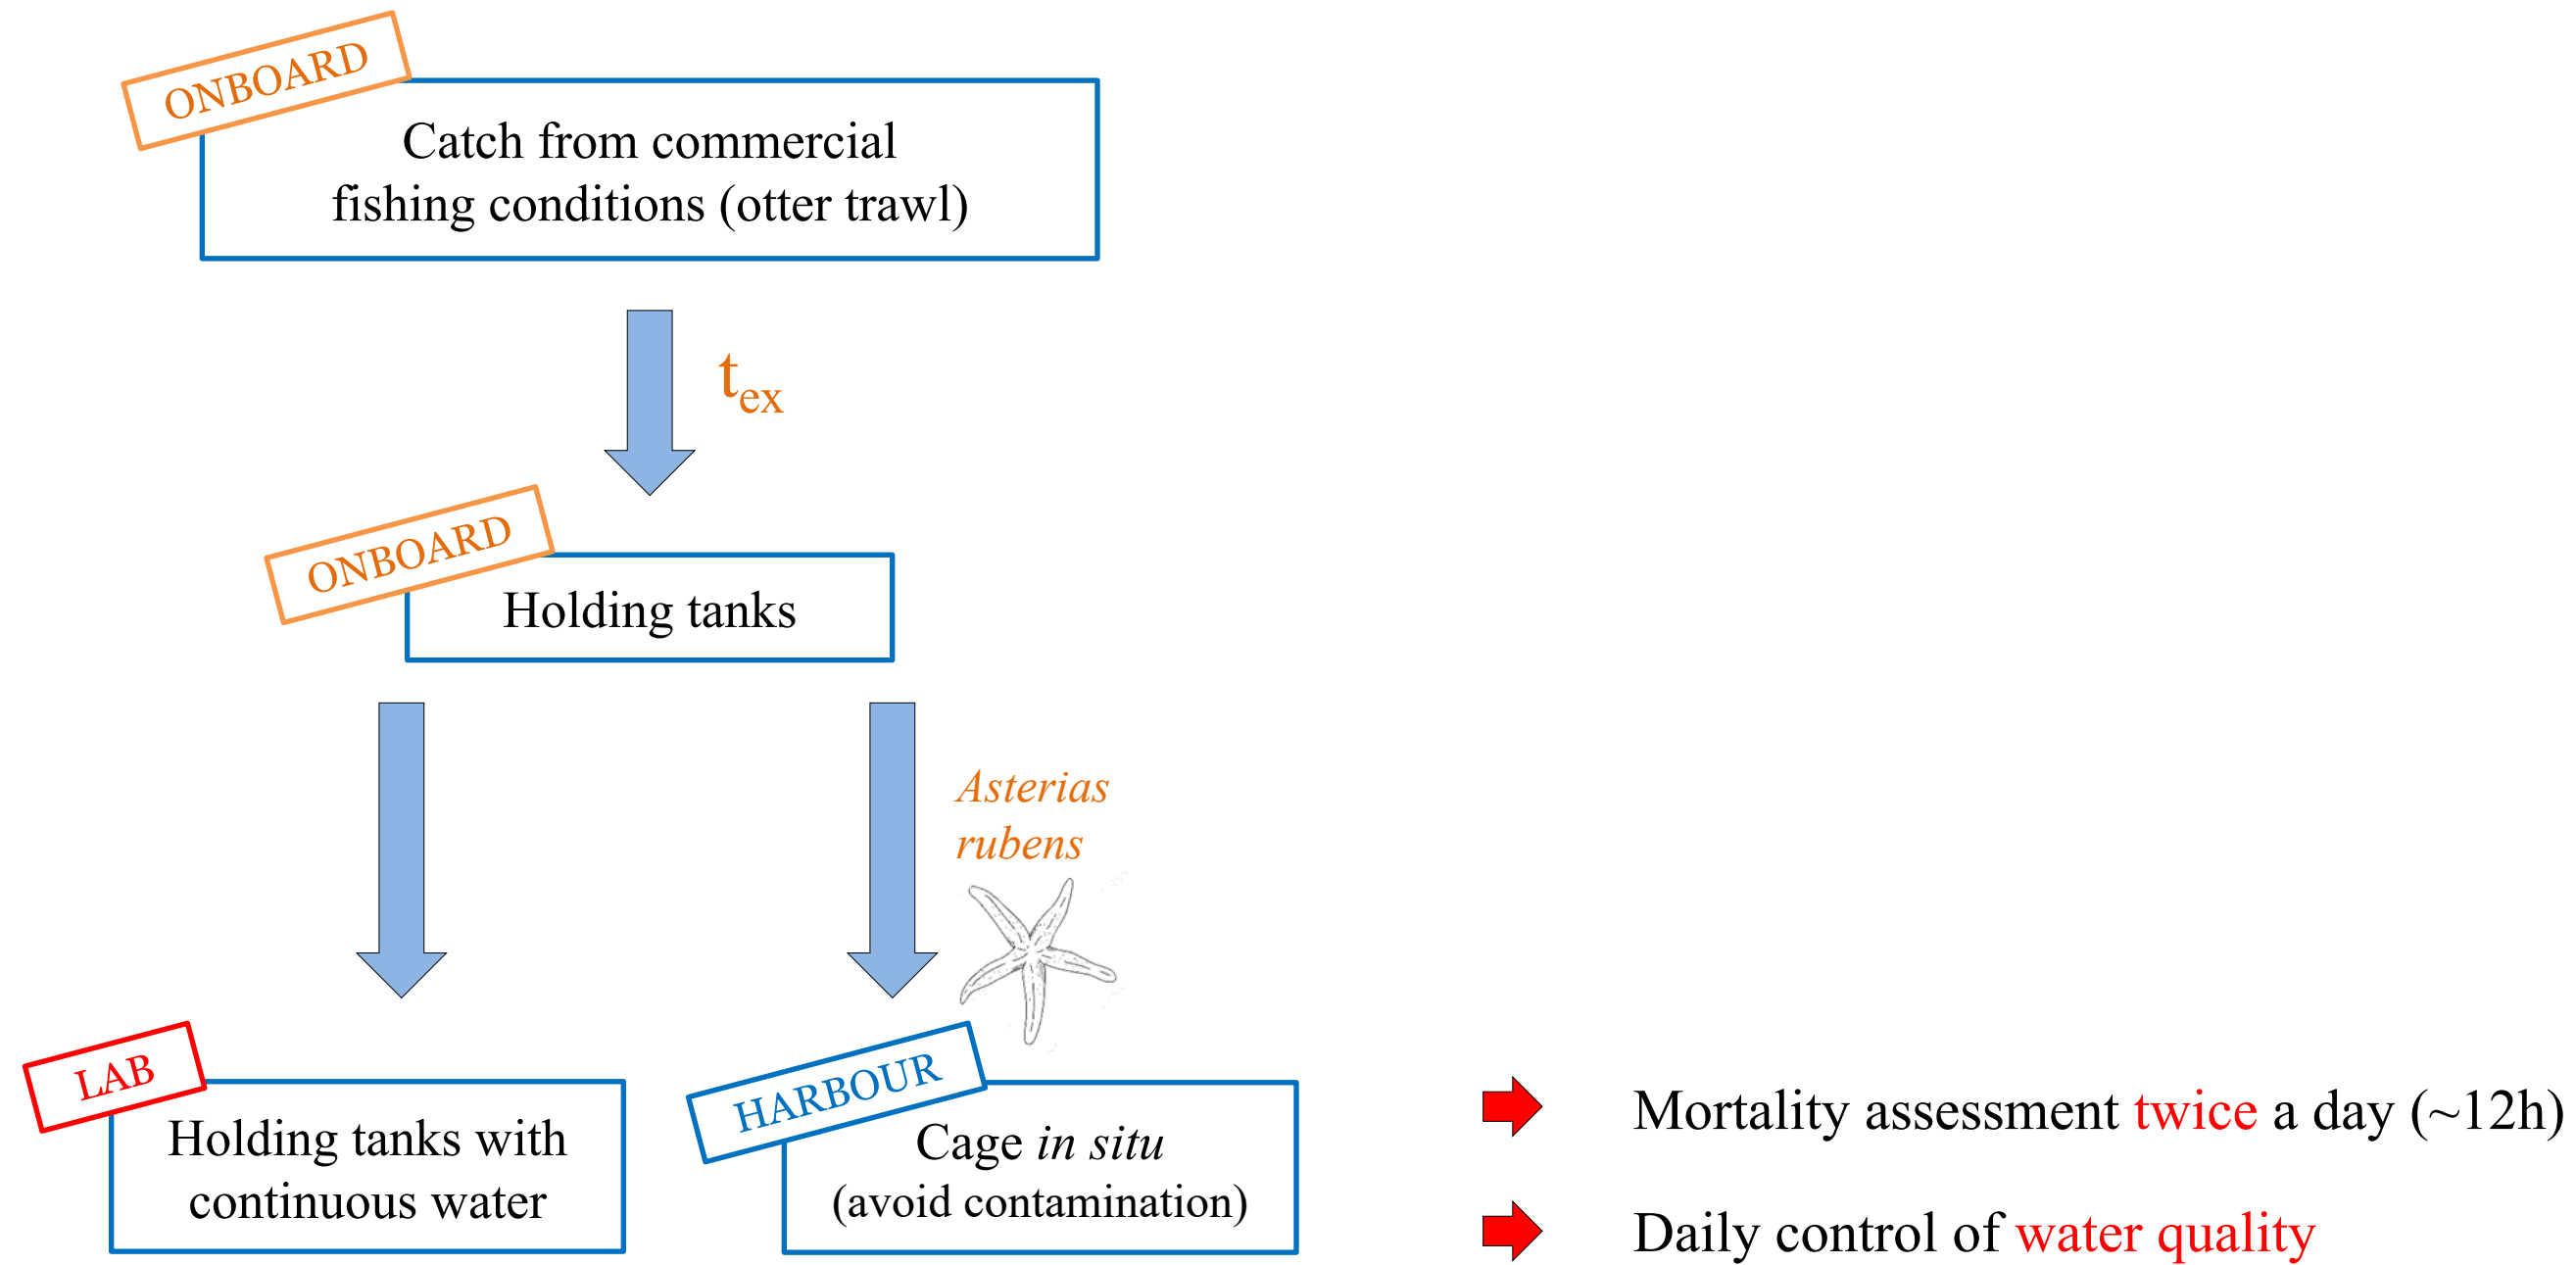 ONBOARD
Catch from commercial
fishing conditions (otter trawl)
tex
ONBOARD
Holding tanks
Asterias
rubens
LAB
Holding tanks with
continuous water
HARBOUR
Cage in situ
(avoid contamination)
Mortality assessment twice a day (~12h)
Daily control of water quality